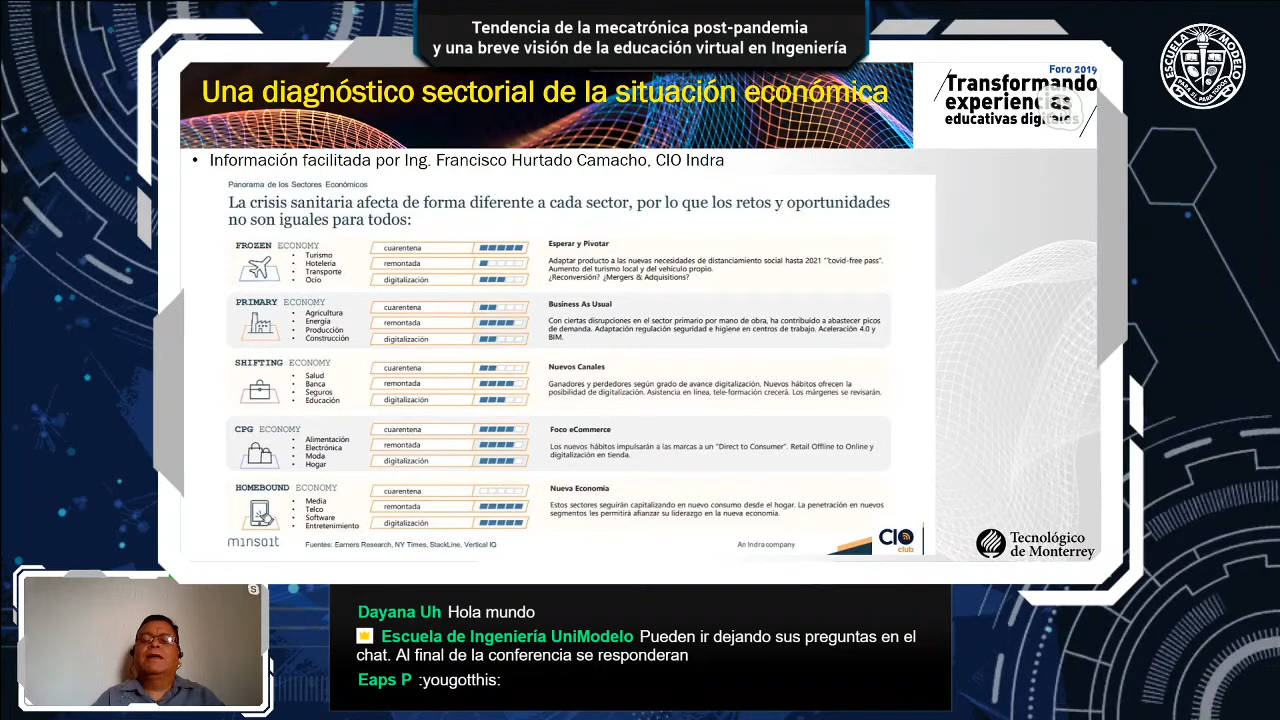 Tendencia de la mecatrónica post-pandemia
y una breve visión de la educación virtual en Ingeniería
ESCUELA MODELO
Una diagnóstico sectorial de la situación económica
Foro 2019
Transformando
experiencias
educativas digitales
• Información facilitada por Ing. Francisco Hurtado Camacho, CIO Indra
Panorama de los Sectores Económicos
La crisis sanitaria afecta de forma diferente a cada sector, por lo que los retos y oportunidades
no son iguales para todos:
FROZEN ECONOMY
• Turismo
• Hotelería
• Transporte
• Ocio
cuarentena
remontada
digitalización
Esperar y Pivotar
Adaptar producto a las nuevas necesidades de distanciamiento social hasta 2021 "“covid-free pass”.
Aumento del turismo local y del vehículo propio.
¿Reconversión? ¿Mergers & Adquisitions?
PRIMARY ECONOMY
• Agricultura
• Energía
• Producción
• Construcción
cuarentena
remontada
digitalización
Business As Usual
Con ciertas disrupciones en el sector primario por mano de obra, ha contribuido a abastecer picos
de demanda. Adaptación regulación seguridad e higiene en centros de trabajo. Aceleración 4.0 y
BIM.
SHIFTING ECONOMY
• Salud
• Banca
• Seguros
• Educación
cuarentena
remontada
digitalización
Nuevos Canales
Ganadores y perdedores según grado de avance digitalización. Nuevos hábitos ofrecen la
posibilidad de digitalización. Asistencia en línea, tele-formación crecerá. Los márgenes se revisarán.
CPG ECONOMY
• Alimentación
• Electrónica
• Moda
• Hogar
cuarentena
remontada
digitalización
Foco eCommerce
Los nuevos hábitos impulsarán a las marcas a un “Direct to Consumer”. Retail Offline to Online y
digitalización en tienda.
HOMEBOUND ECONOMY
• Media
• Telco
• Software
• Entretenimiento
cuarentena
remontada
digitalización
Nueva Economía
Estos sectores seguirán capitalizando en nuevo consumo desde el hogar. La penetración en nuevos
segmentos les permitirá afianzar su liderazgo en la nueva economía.
minsait
Fuentes: Earners Research, NY Times, StackLine, Vertical IQ
An Indra company
CIO
club
Tecnológico
de Monterrey
Dayana Uh Hola mundo
Escuela de Ingeniería UniModelo Pueden ir dejando sus preguntas en el
chat. Al final de la conferencia se responderan
Eaps P :yougotthis: